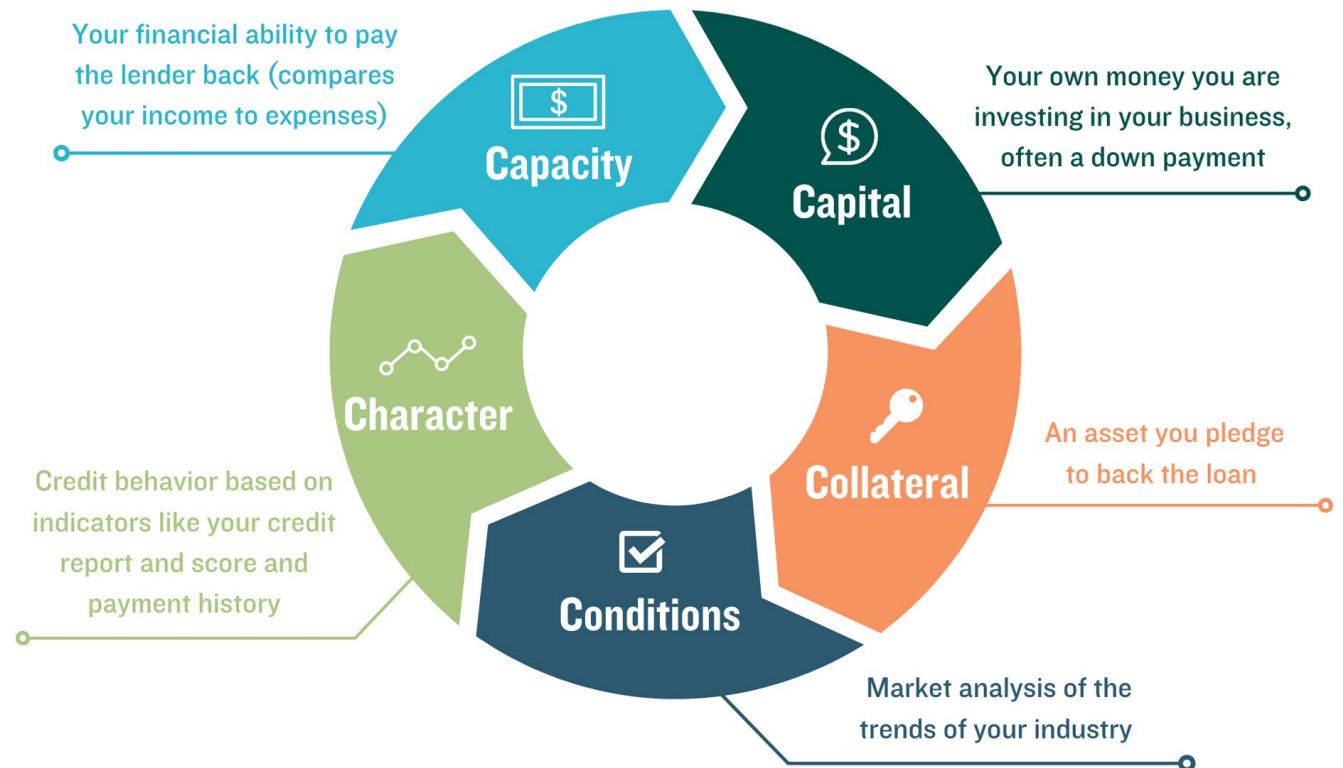 Your financial ability to pay
the lender back (compares
your income to expenses)
$
Capacity
$
Capital
Your own money you are
investing in your business,
often a down payment
Character
Credit behavior based on
indicators like your credit
report and score and
payment history
Collateral
An asset you pledge
to back the loan
Conditions
Market analysis of the
trends of your industry